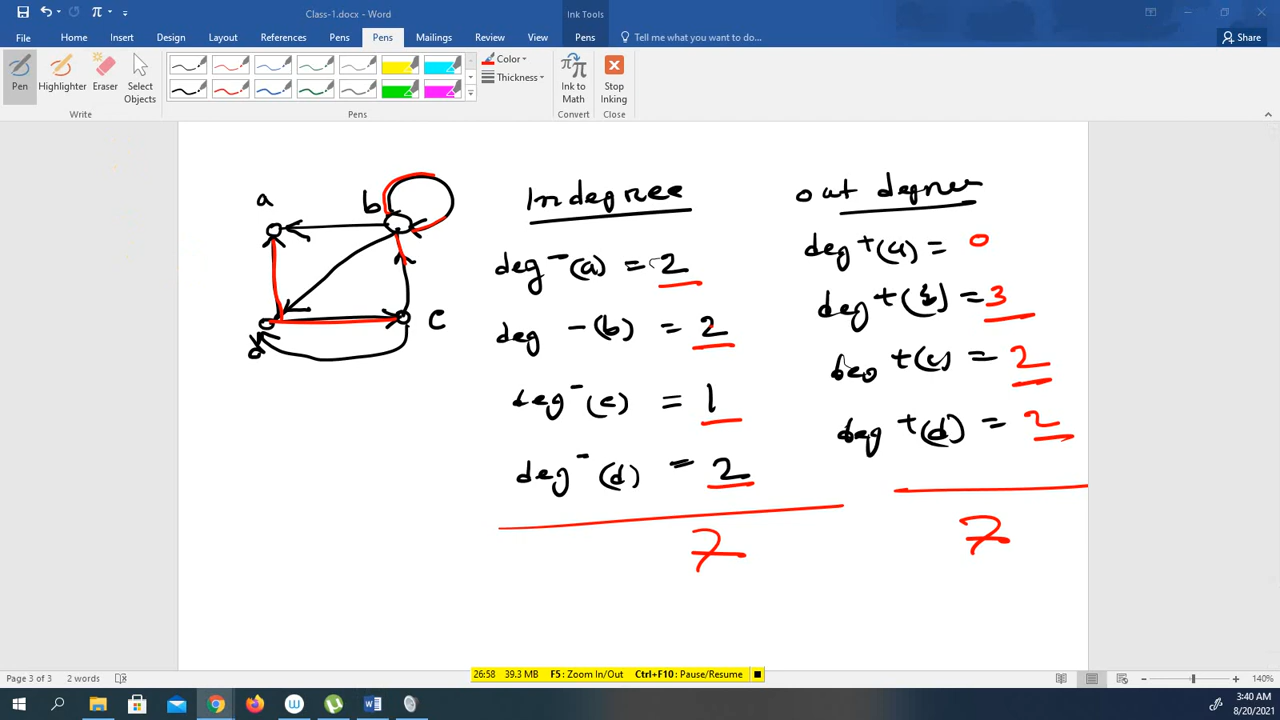 Class-1.docx - Word
Ink Tools
File Home Insert Design Layout References Pens Pens Mailings Review View Pens Tell me what you want to do... Share
Pen Highlighter Eraser Select Objects
Color Thickness
Ink to Math
Stop Inking
Write Pens Convert Close
a b
c
d
Indegree
deg⁻(a) = 2
deg -(b) = 2
deg⁻(c) = 1
deg⁻(d) = 2
7
out degree
deg+(a) = 0
deg+(b) = 3
deg+(c) = 2
deg+(d) = 2
7
26:58 39.3 MB F5: Zoom In/Out Ctrl+F10: Pause/Resume
Page 3 of 3 2 words 140%
3:40 AM
8/20/2021